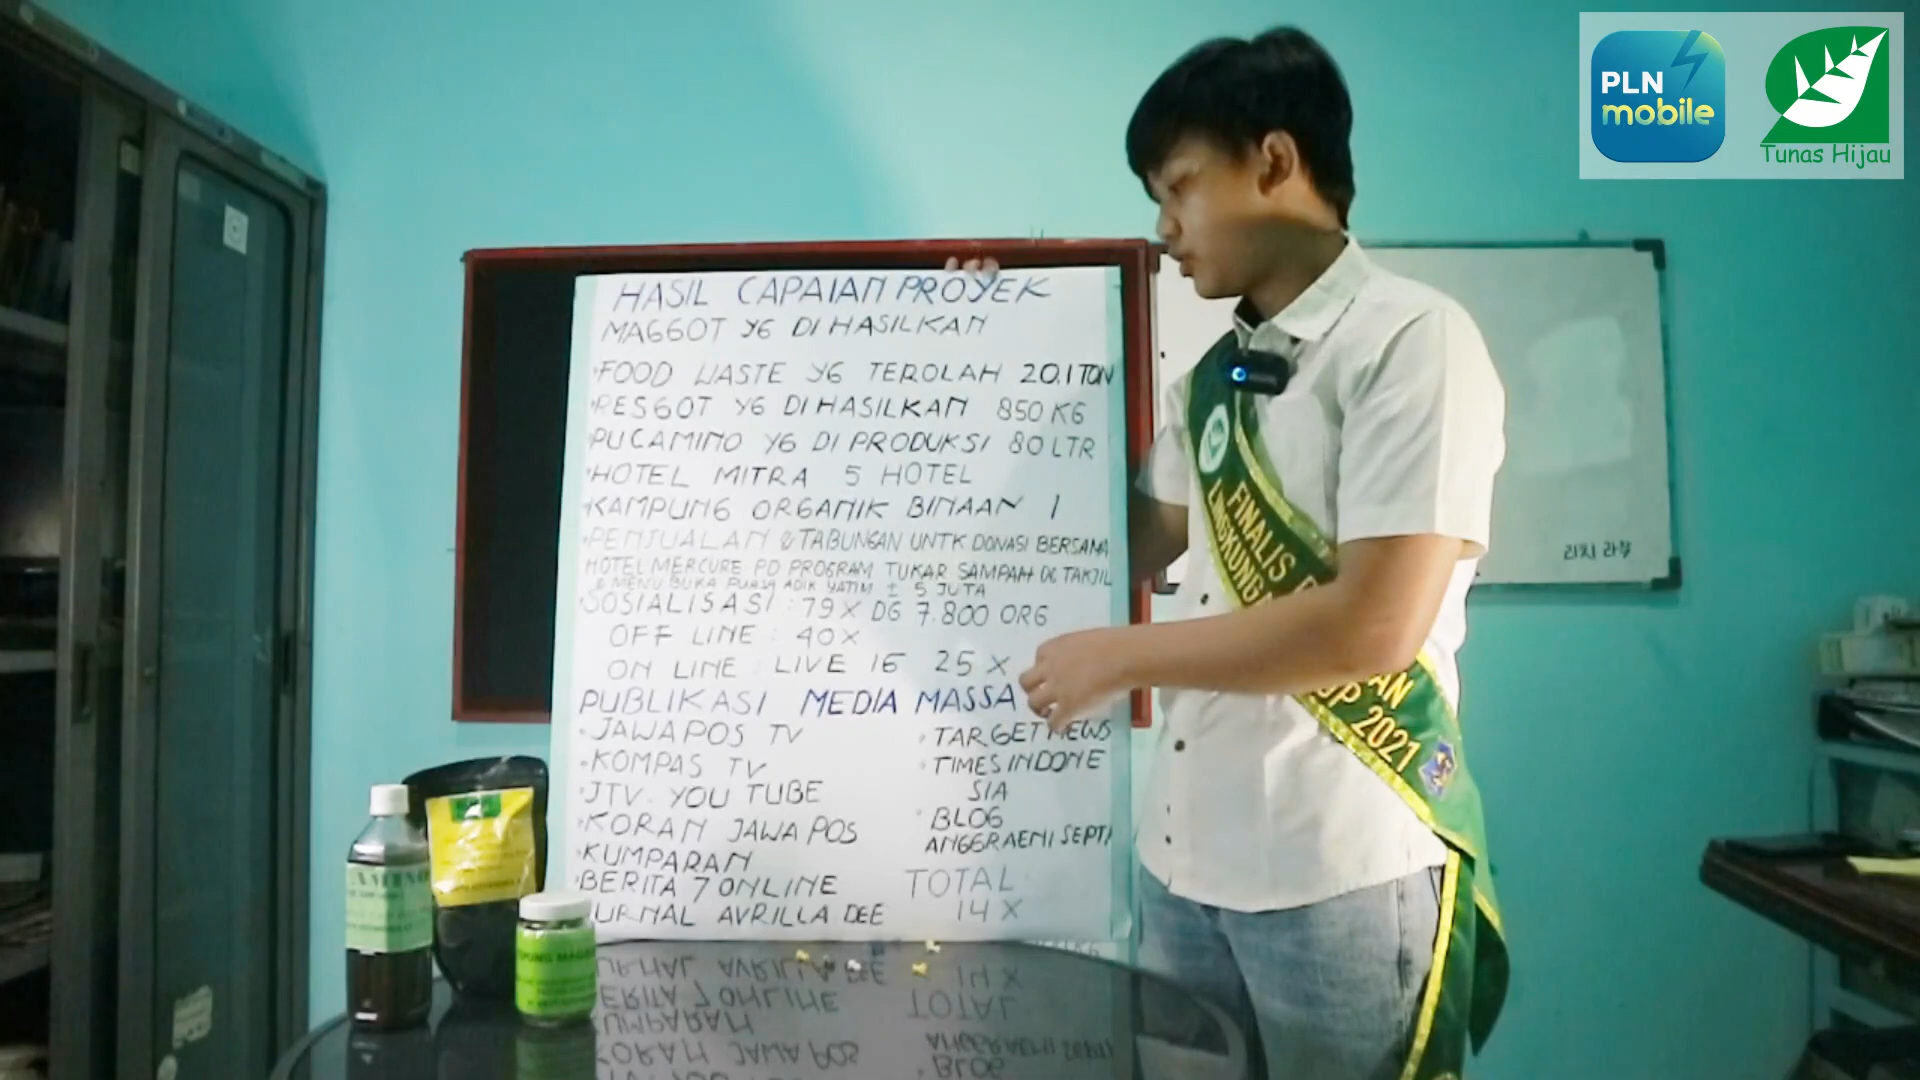 PLN
mobile
Tunas Hijau
HASIL CAPAIAN PROYEK
MAGGOT YG DI HASILKAN
FOOD WASTE YG TEROLAH 20.1 TON
RESGOT YG DI HASILKAN 850 KG
PUCAMINO YG DI PRODUKSI 80 LTR
HOTEL MITRA 5 HOTEL
KAMPUNG ORGANIK BINAAN 1
PENJUALAN & TABUNGAN UNTK DONASI BERSAMA
HOTEL MERCURE PD PROGRAM TUKAR SAMPAH DG TAKJIL
& MENU BUKA PUASA ADIK YATIM ± 5 JUTA
SOSIALISASI : 79 X DG 7.800 ORG
OFF LINE : 40 X
ON LINE : LIVE IG 25 X
PUBLIKASI MEDIA MASSA
JAWA POS TV
KOMPAS TV
JTV. YOU TUBE
KORAN JAWA POS
KUMPARAN
BERITA 7 ONLINE
JURNAL AVRILLA DEE
TARGET NEWS
TIMES INDONE
SIA
BLOG
ANGGRAENI SEPTI
TOTAL
14 X
FINALIS
LINGKUNGAN
2021